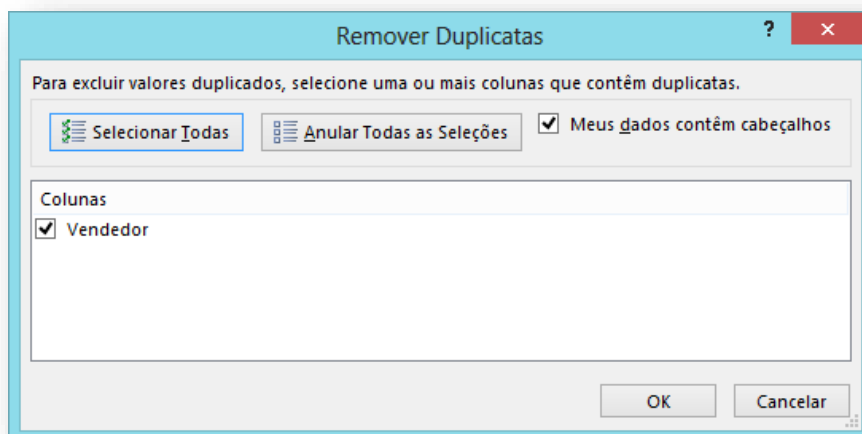 Remover Duplicatas
?
Para excluir valores duplicados, selecione uma ou mais colunas que contêm duplicatas.
Selecionar Todas
Anular Todas as Seleções
Meus dados contêm cabeçalhos
Colunas
Vendedor
OK
Cancelar